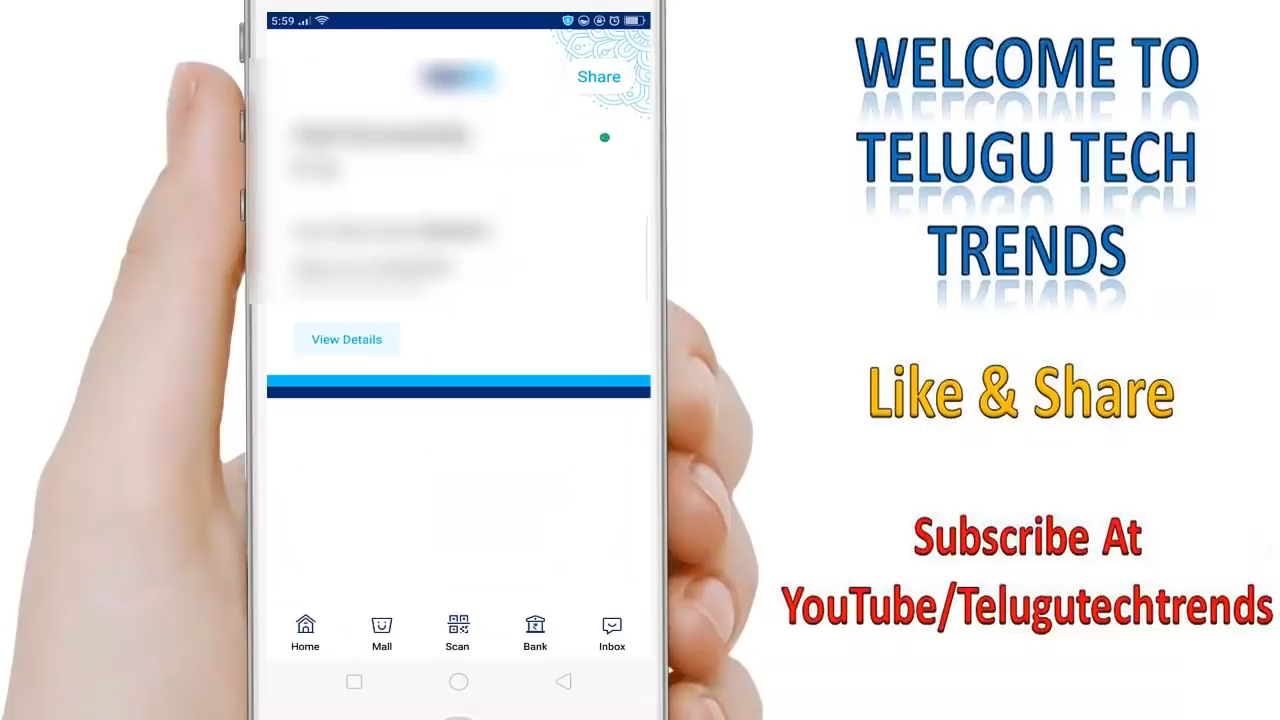 5:59
Share
View Details
Home
Mall
Scan
Bank
Inbox
WELCOME TO
TELUGU TECH
TRENDS
Like & Share
Subscribe At
YouTube/Telugutechtrends